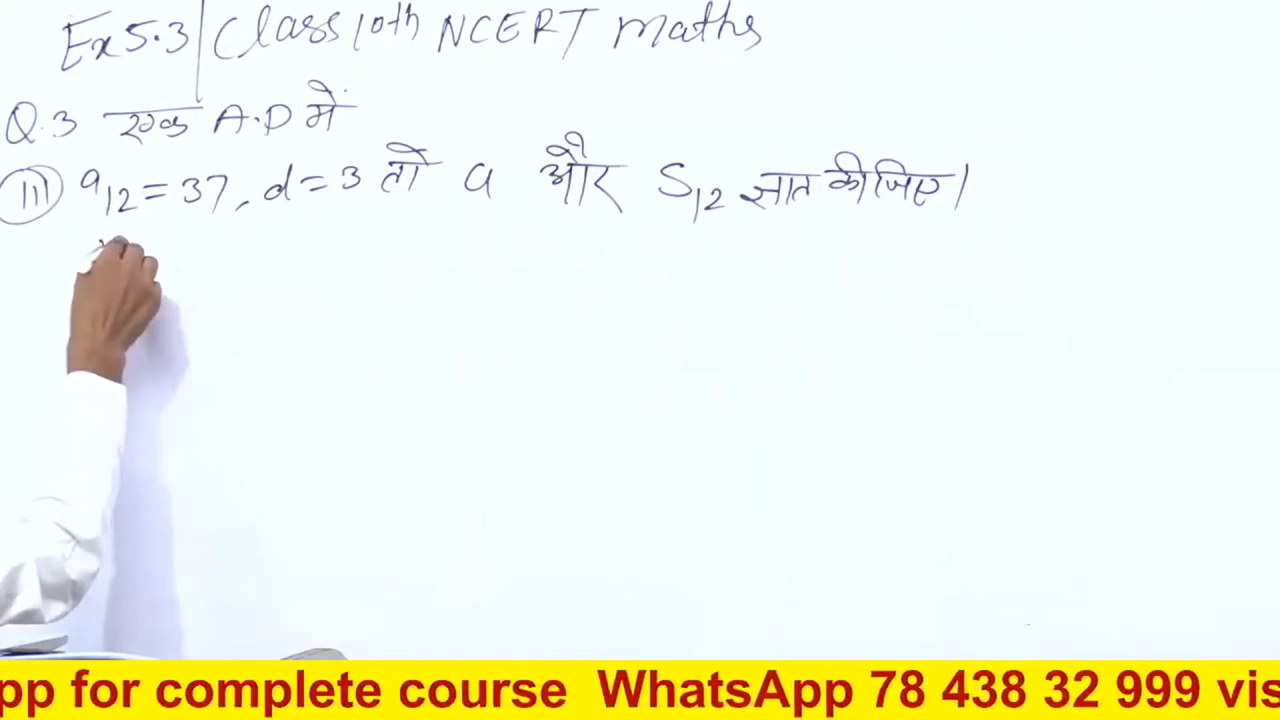 Ex 5.3 | Class 10th NCERT Maths
Q.3 एक A.P में
(iii) a₁₂ = 37, d = 3 तो a और S₁₂ ज्ञात कीजिए।
pp for complete course WhatsApp 78 438 32 999 vis